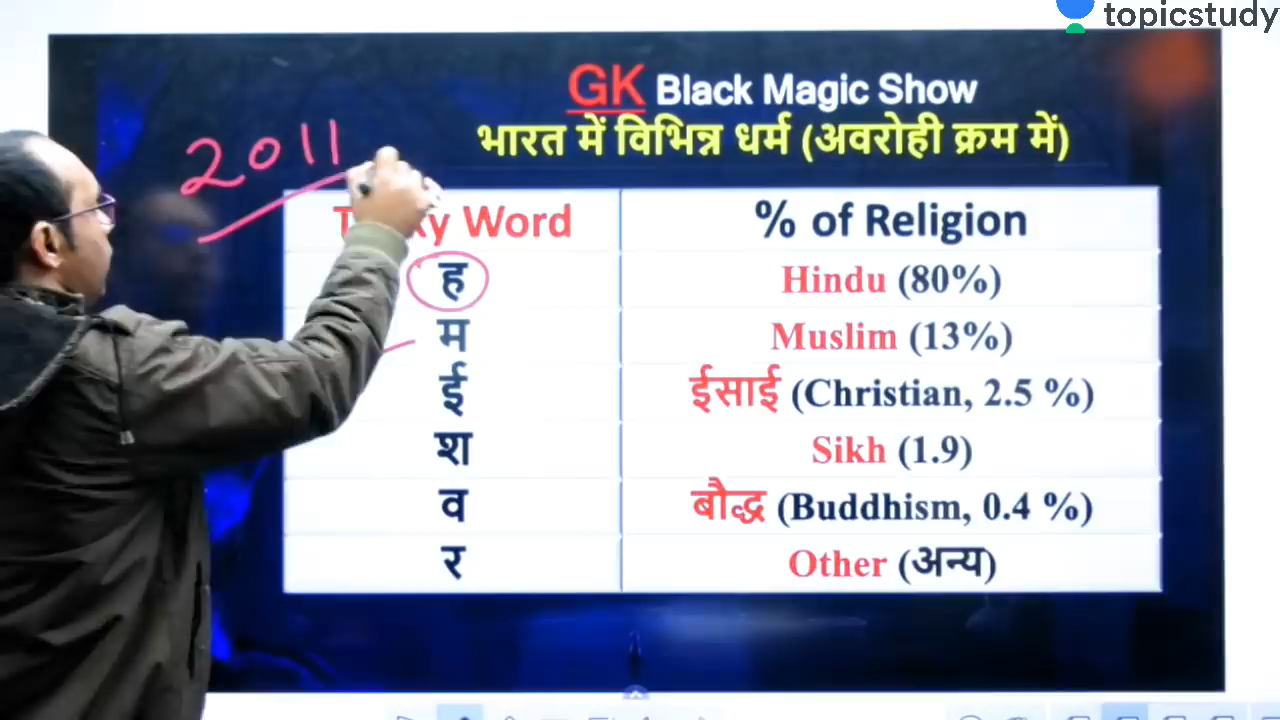 topicstudy
GK Black Magic Show
भारत में विभिन्न धर्म (अवरोही क्रम में)
2011
Word % of Religion
ह Hindu (80%)
म Muslim (13%)
ई ईसाई (Christian, 2.5 %)
श Sikh (1.9)
व बौद्ध (Buddhism, 0.4 %)
र Other (अन्य)